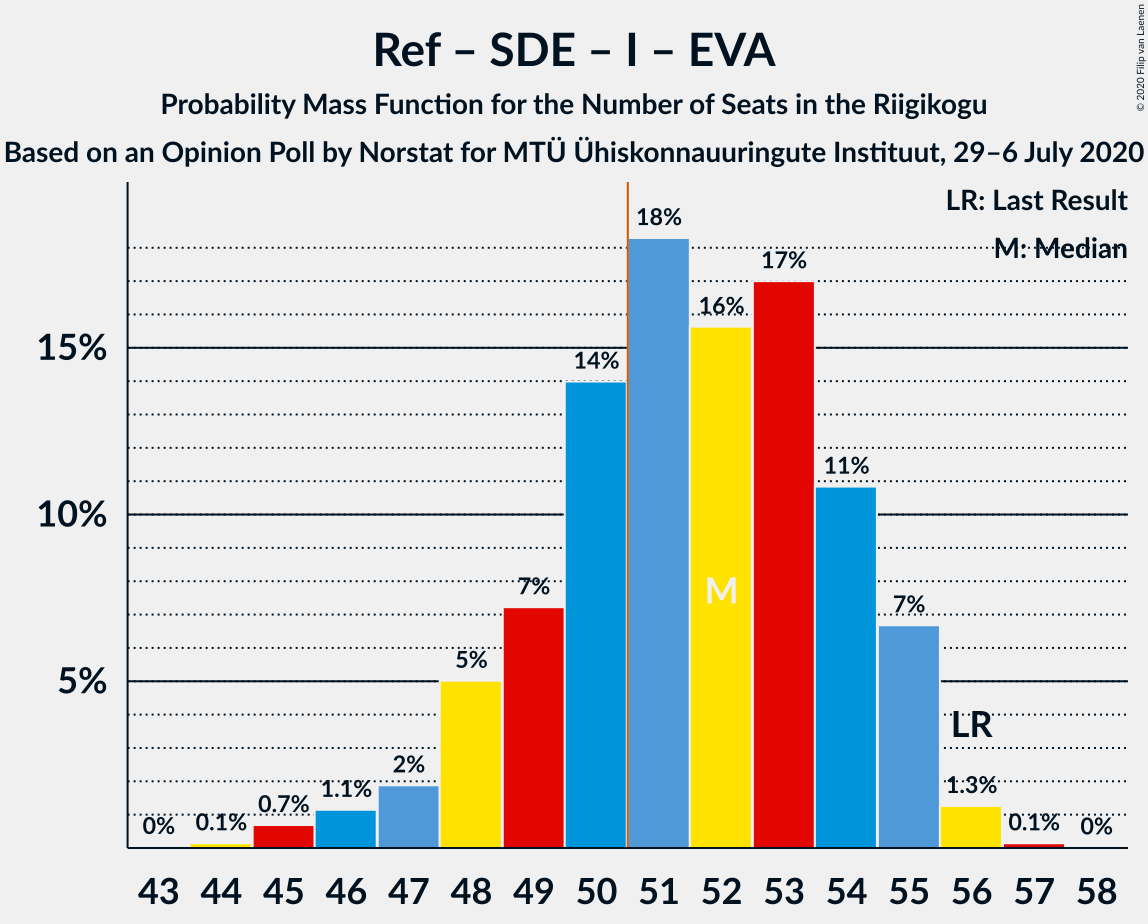 Ref – SDE – I – EVA
Probability Mass Function for the Number of Seats in the Riigikogu
Based on an Opinion Poll by Norstat for MTÜ Ühiskonnauuringute Instituut, 29–6 July 2020
© 2020 Filip van Laenen
LR: Last Result
M: Median
15%
10%
5%
0%
0.1%
0.7%
1.1%
2%
5%
7%
14%
18%
16%
17%
11%
7%
1.3%
0.1%
0%
M
LR
43 44 45 46 47 48 49 50 51 52 53 54 55 56 57 58